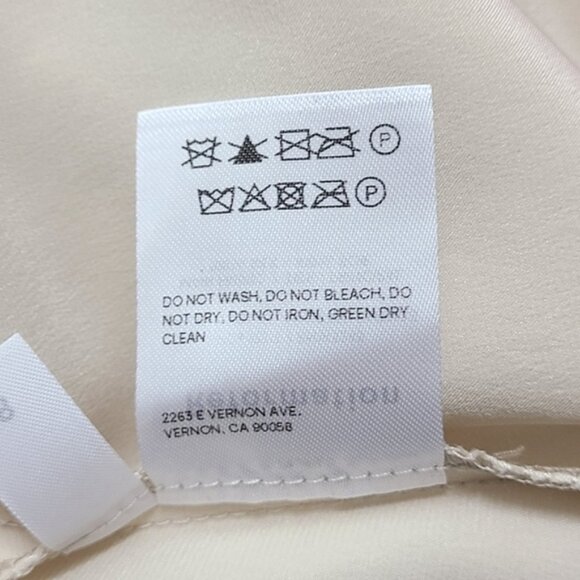 P
P
DO NOT WASH, DO NOT BLEACH, DO
NOT DRY, DO NOT IRON, GREEN DRY
CLEAN
Reformation
2263 E VERNON AVE.
VERNON, CA 90058